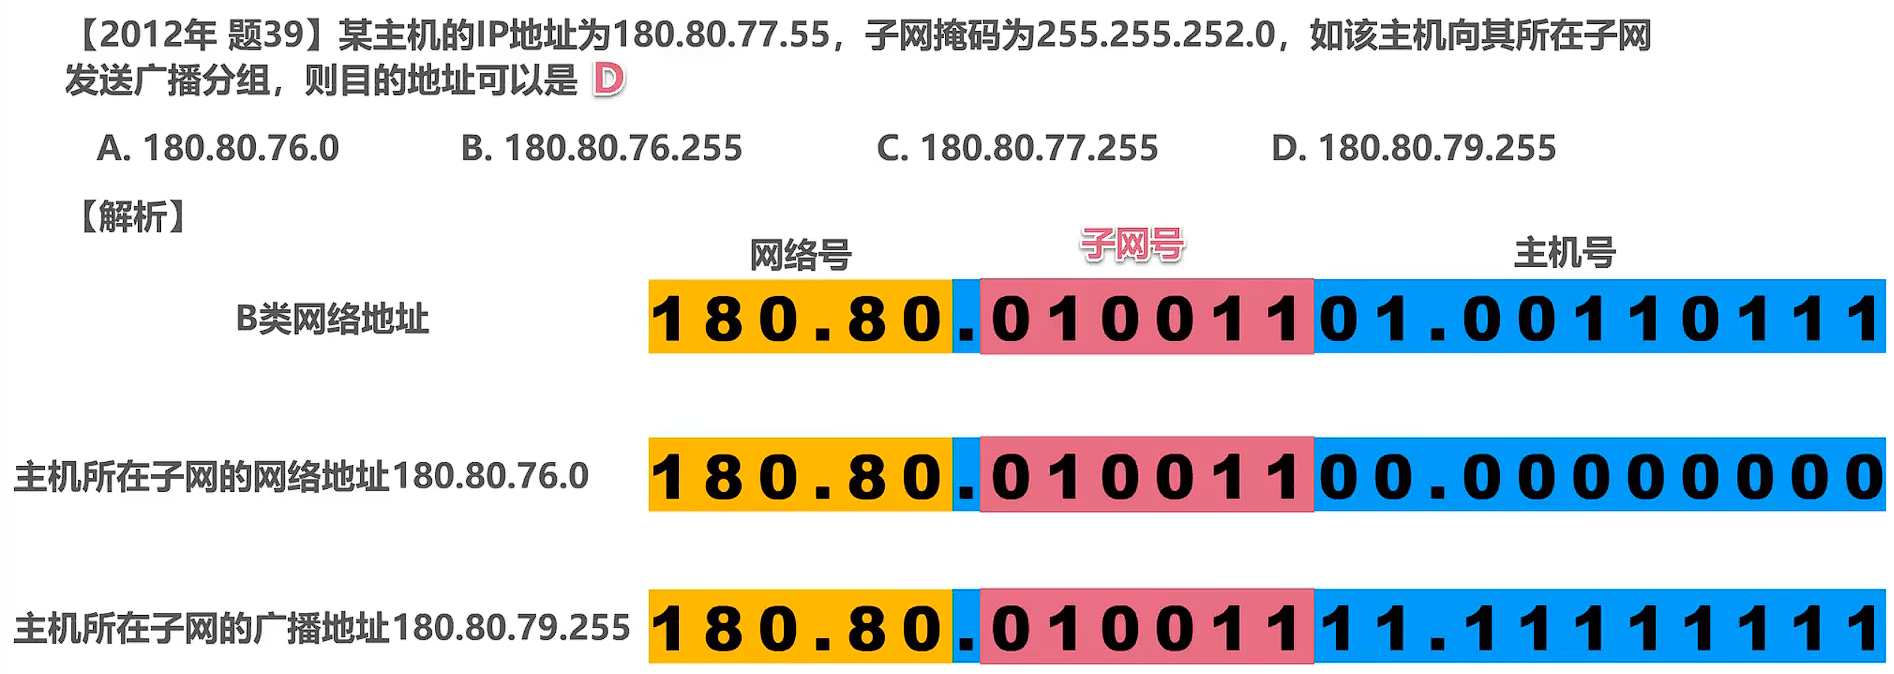 【2012年 题39】某主机的IP地址为180.80.77.55，子网掩码为255.255.252.0，如该主机向其所在子网
发送广播分组，则目的地址可以是 D
A. 180.80.76.0 B. 180.80.76.255 C. 180.80.77.255 D. 180.80.79.255
【解析】
网络号 子网号 主机号
B类网络地址 180.80.01001101.00110111
主机所在子网的网络地址180.80.76.0 180.80.01001100.00000000
主机所在子网的广播地址180.80.79.255 180.80.01001111.11111111